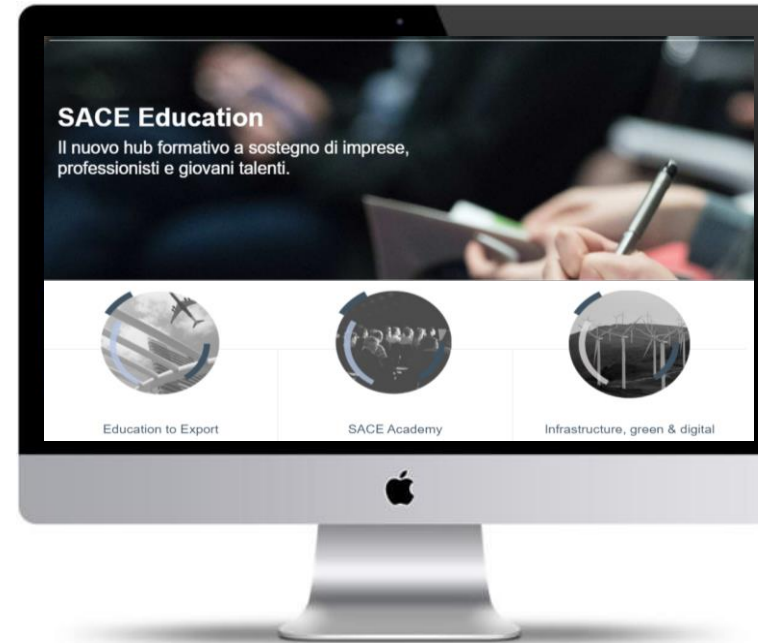 SACE Education
Il nuovo hub formativo a sostegno di imprese,
professionisti e giovani talenti.
Education to Export
SACE Academy
Infrastructure, green & digital